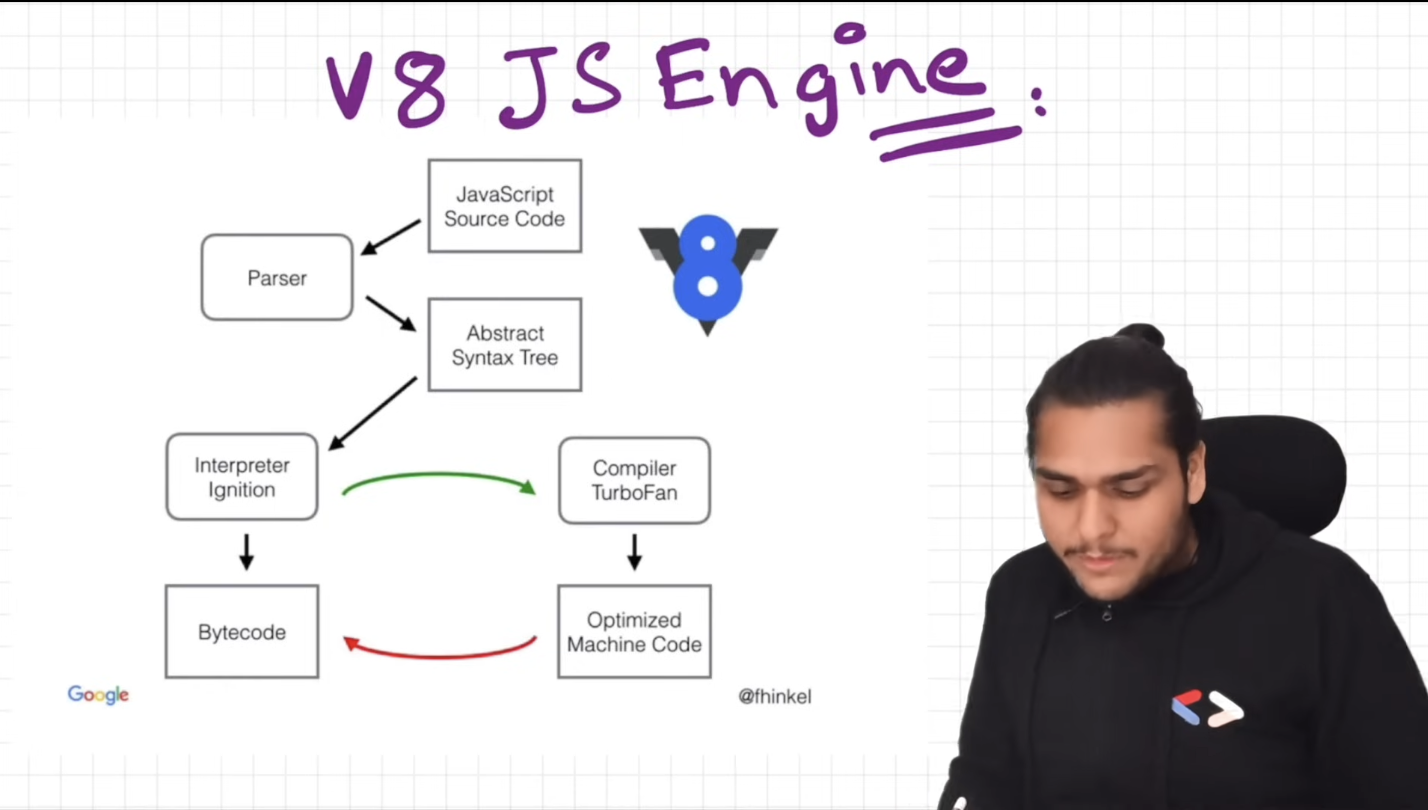 V8 JS Engine :
JavaScript
Source Code
Parser
Abstract
Syntax Tree
Interpreter
Ignition
Compiler
TurboFan
Bytecode
Optimized
Machine Code
Google
@fhinkel